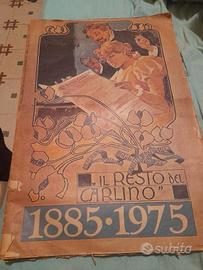 "IL RESTO DEL
CARLINO"
1885·1975
subito